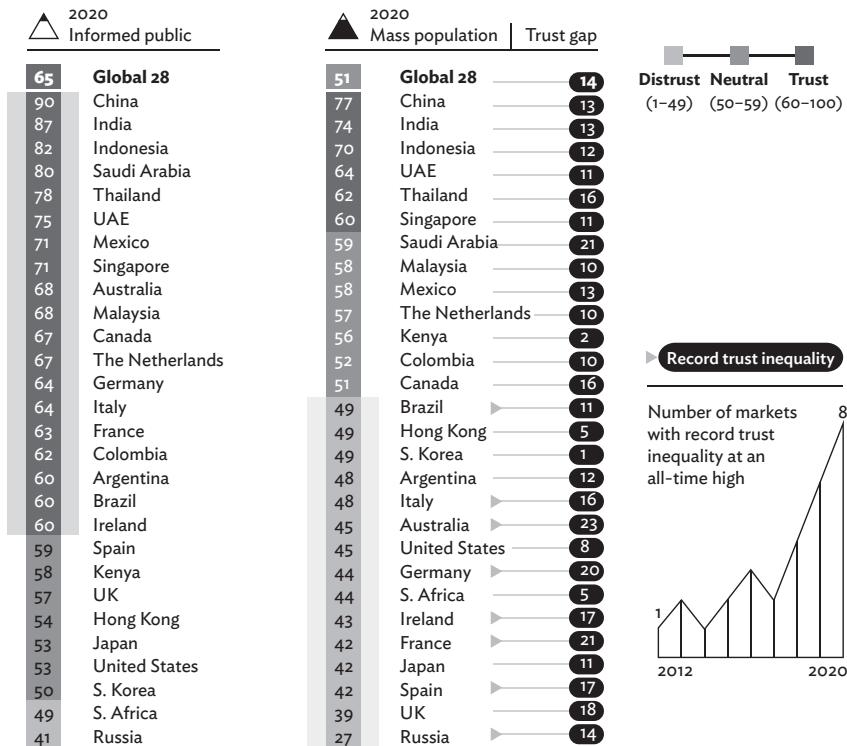 2020
Informed public
65 Global 28
90 China
87 India
82 Indonesia
80 Saudi Arabia
78 Thailand
75 UAE
71 Mexico
71 Singapore
68 Australia
68 Malaysia
67 Canada
67 The Netherlands
64 Germany
64 Italy
63 France
62 Colombia
60 Argentina
60 Brazil
60 Ireland
59 Spain
58 Kenya
57 UK
54 Hong Kong
53 Japan
53 United States
50 S. Korea
49 S. Africa
41 Russia
2020
Mass population Trust gap
51 Global 28 14
77 China 13
74 India 13
70 Indonesia 12
64 UAE 11
62 Thailand 16
60 Singapore 11
59 Saudi Arabia 21
58 Malaysia 10
58 Mexico 13
57 The Netherlands 10
56 Kenya 2
52 Colombia 10
51 Canada 16
49 Brazil 11
49 Hong Kong 5
49 S. Korea 1
48 Argentina 12
48 Italy 16
45 Australia 23
45 United States 8
44 Germany 20
44 S. Africa 5
43 Ireland 17
42 France 21
42 Japan 11
42 Spain 17
39 UK 18
27 Russia 14
Distrust Neutral Trust
(1–49) (50–59) (60–100)
Record trust inequality
Number of markets
with record trust
inequality at an
all-time high
8
1
2012 2020